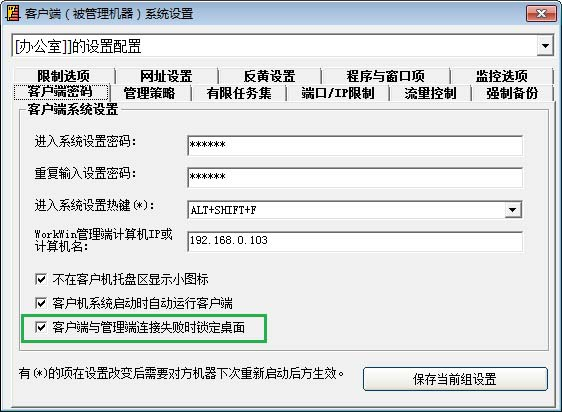 客户端（被管理机器）系统设置
[办公室]]的设置配置
限制选项
网址设置
反黄设置
程序与窗口项
监控选项
客户端密码
管理策略
有限任务集
端口/IP限制
流量控制
强制备份
客户端系统设置
进入系统设置密码:
******
重复输入设置密码:
******
进入系统设置热键(*):
ALT+SHIFT+F
WorkWin管理端计算机IP或
计算机名:
192.168.0.103
不在客户机托盘区显示小图标
客户机系统启动时自动运行客户端
客户端与管理端连接失败时锁定桌面
有(*)的项在设置改变后需要对方机器下次重新启动后方生效。
保存当前组设置